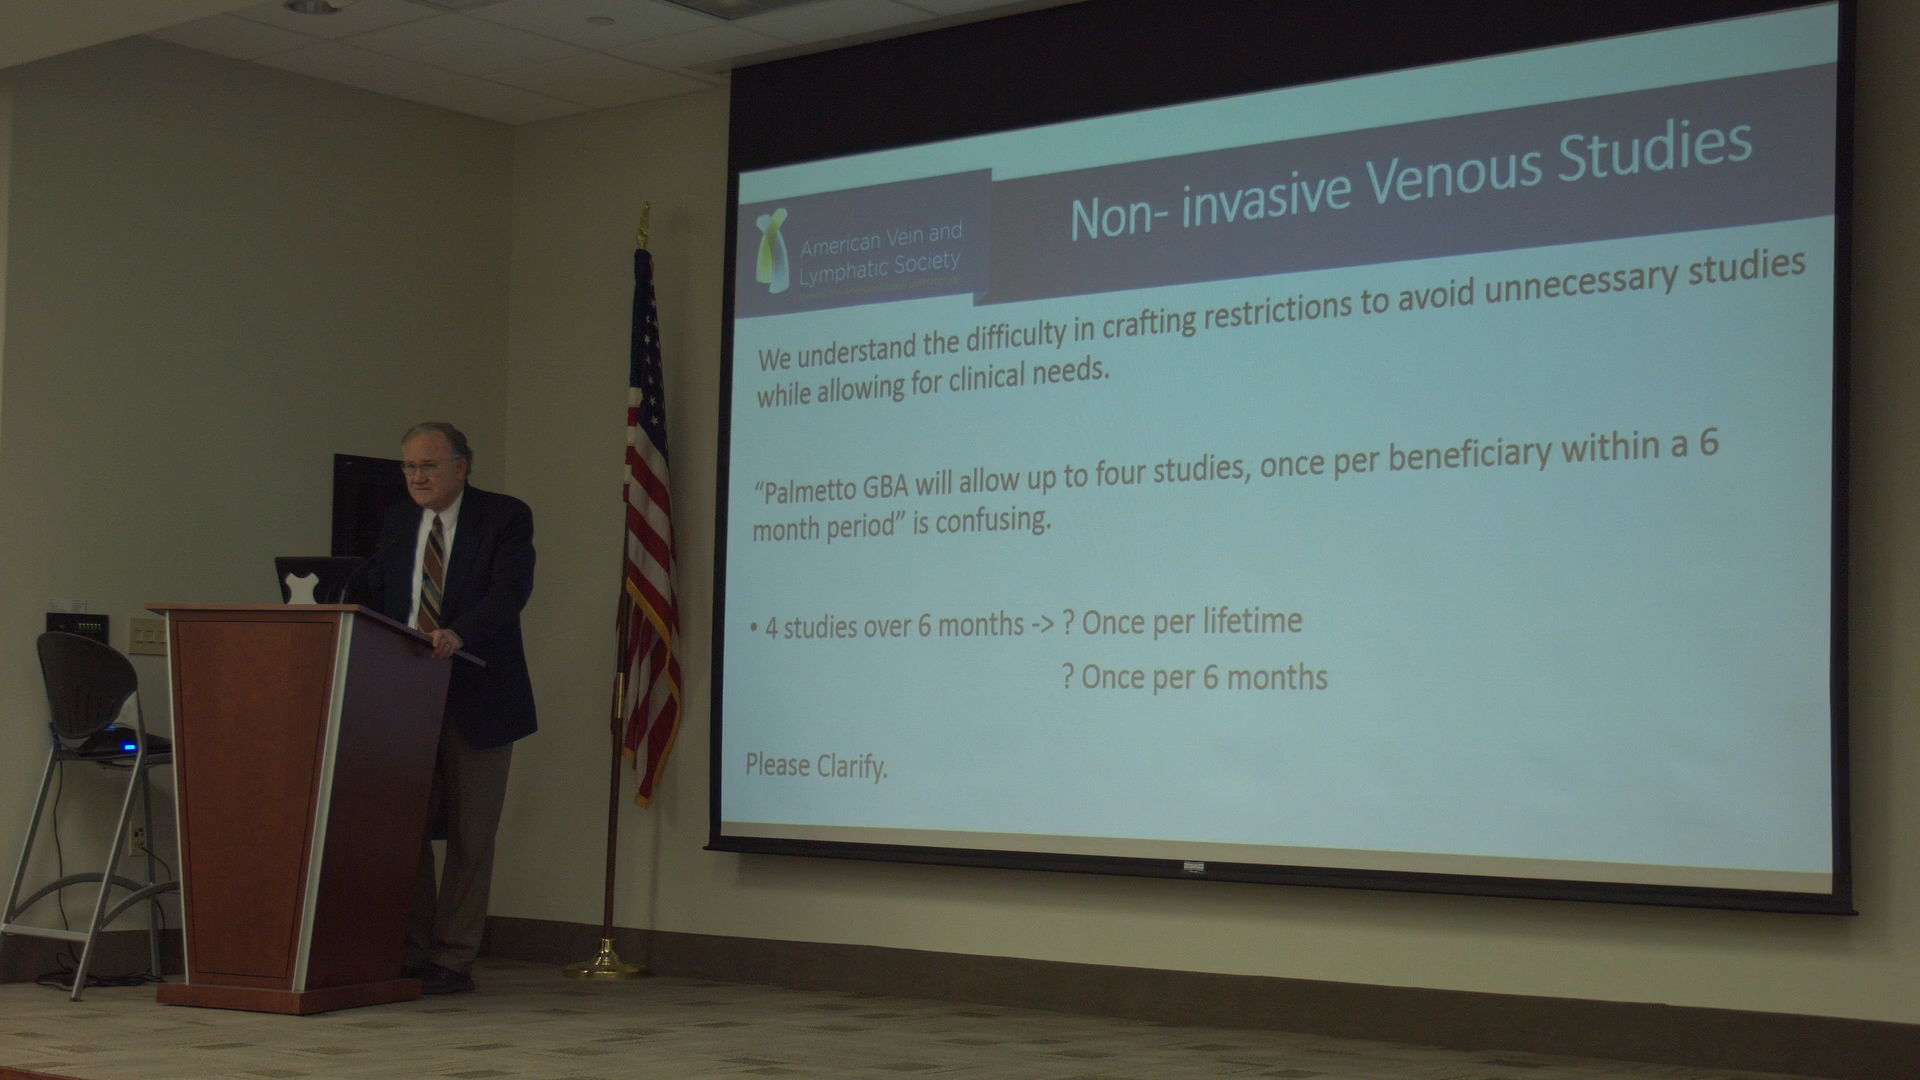 Non- invasive Venous Studies
American Vein and
Lymphatic Society
We understand the difficulty in crafting restrictions to avoid unnecessary studies
while allowing for clinical needs.
“Palmetto GBA will allow up to four studies, once per beneficiary within a 6
month period” is confusing.
• 4 studies over 6 months -> ? Once per lifetime
? Once per 6 months
Please Clarify.